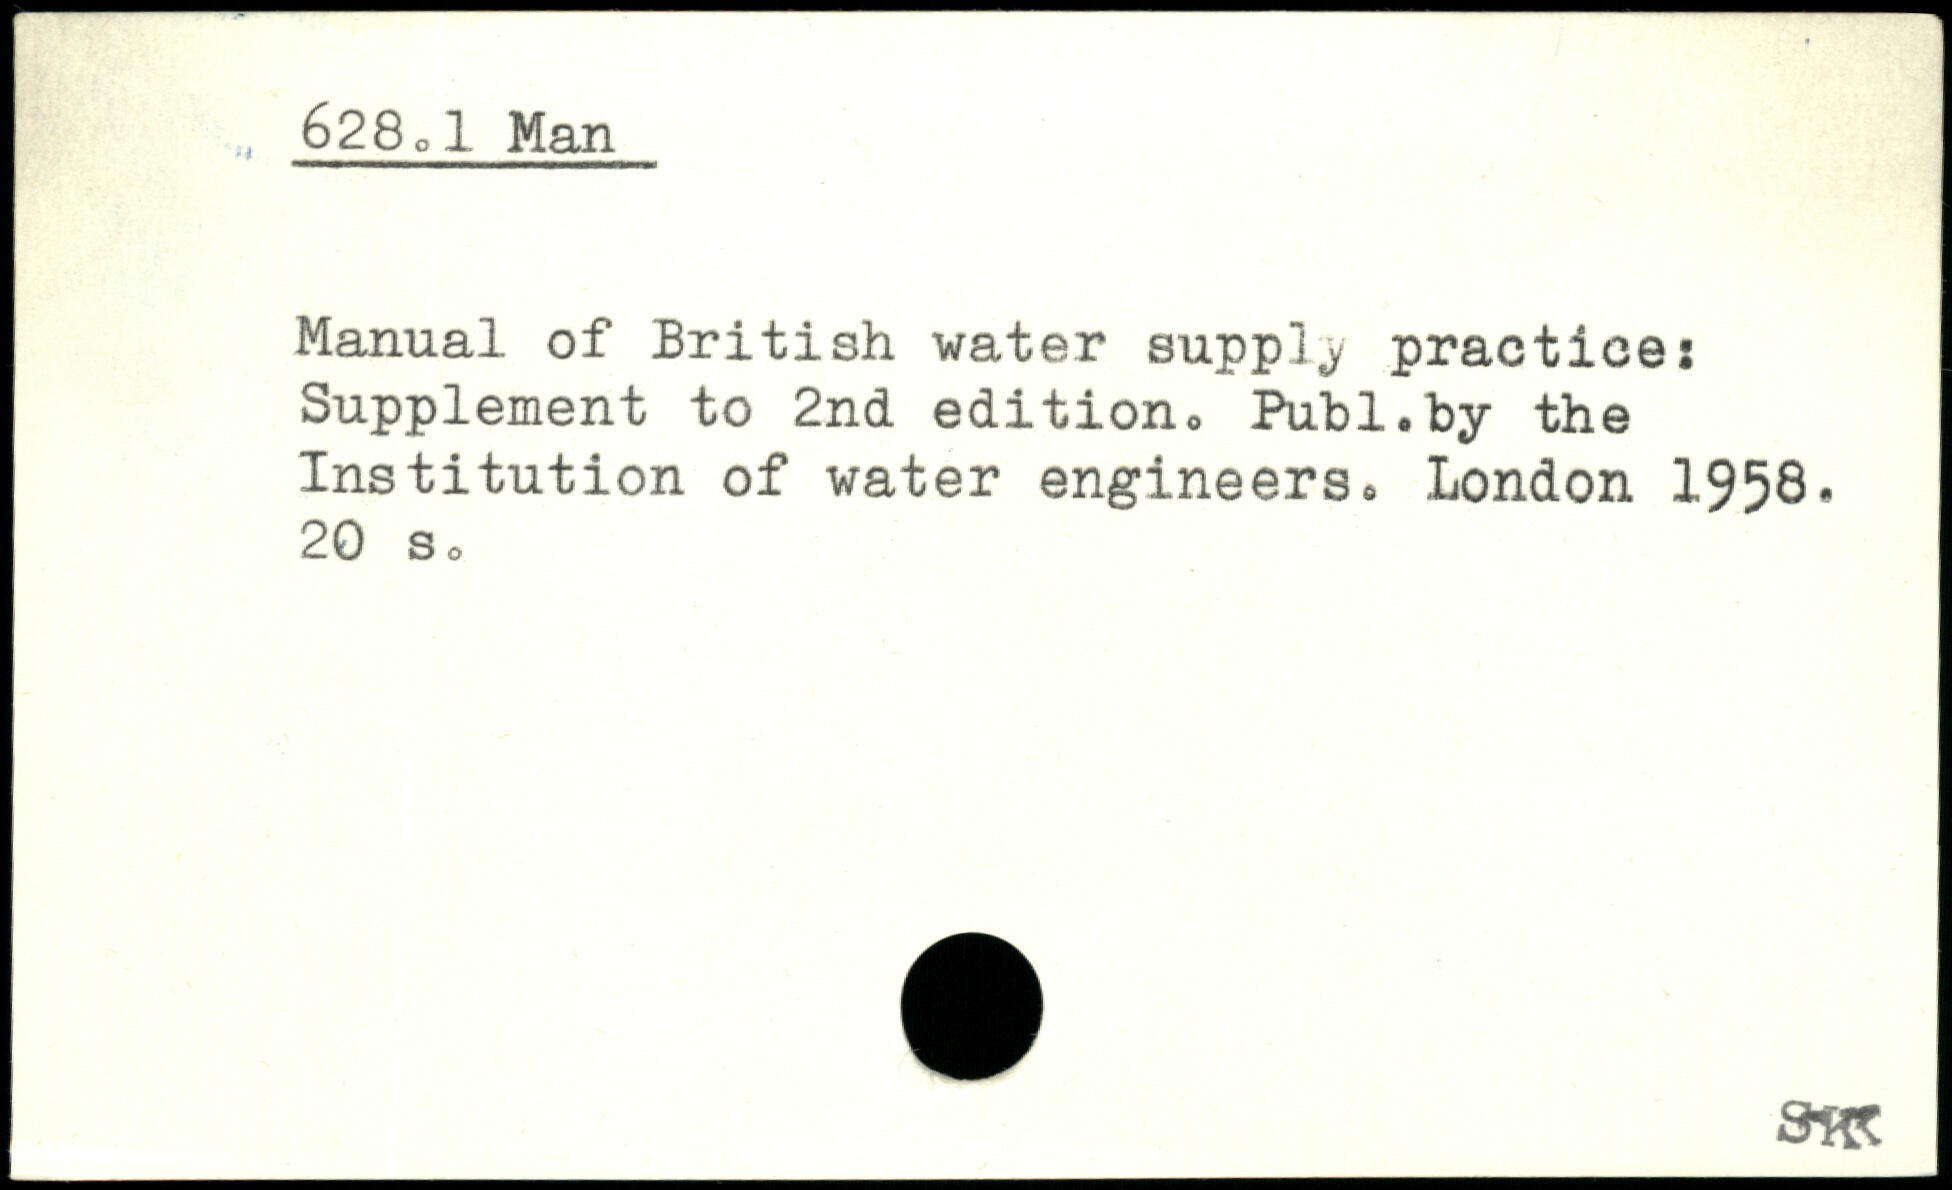 628.1 Man
Manual of British water supply practice:
Supplement to 2nd edition. Publ.by the
Institution of water engineers. London 1958.
20 s.